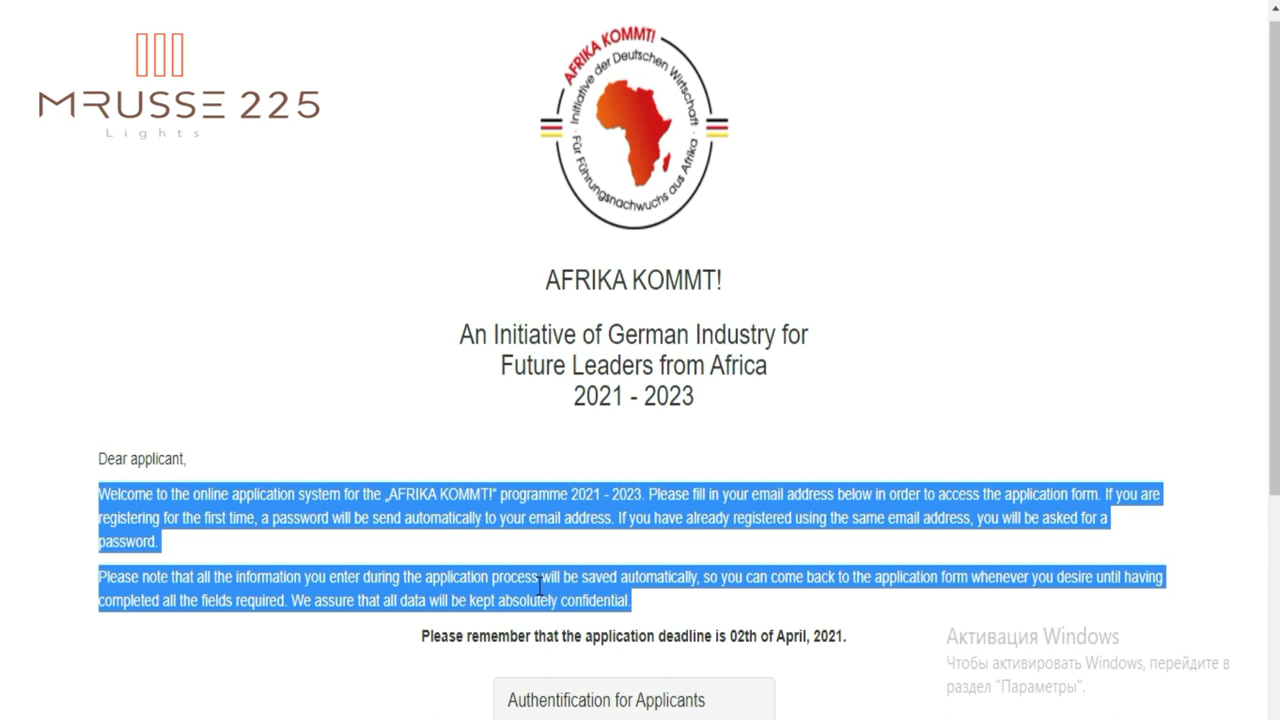 MRUSSE 225
Lights
AFRIKA KOMMT!
Initiative der Deutschen Wirtschaft
Für Führungsnachwuchs aus Afrika
AFRIKA KOMMT!
An Initiative of German Industry for
Future Leaders from Africa
2021 - 2023
Dear applicant,
Welcome to the online application system for the „AFRIKA KOMMT!“ programme 2021 - 2023. Please fill in your email address below in order to access the application form. If you are
registering for the first time, a password will be send automatically to your email address. If you have already registered using the same email address, you will be asked for a
password.
Please note that all the information you enter during the application process will be saved automatically, so you can come back to the application form whenever you desire until having
completed all the fields required. We assure that all data will be kept absolutely confidential.
Please remember that the application deadline is 02th of April, 2021.
Активация Windows
Чтобы активировать Windows, перейдите в
раздел "Параметры".
Authentification for Applicants